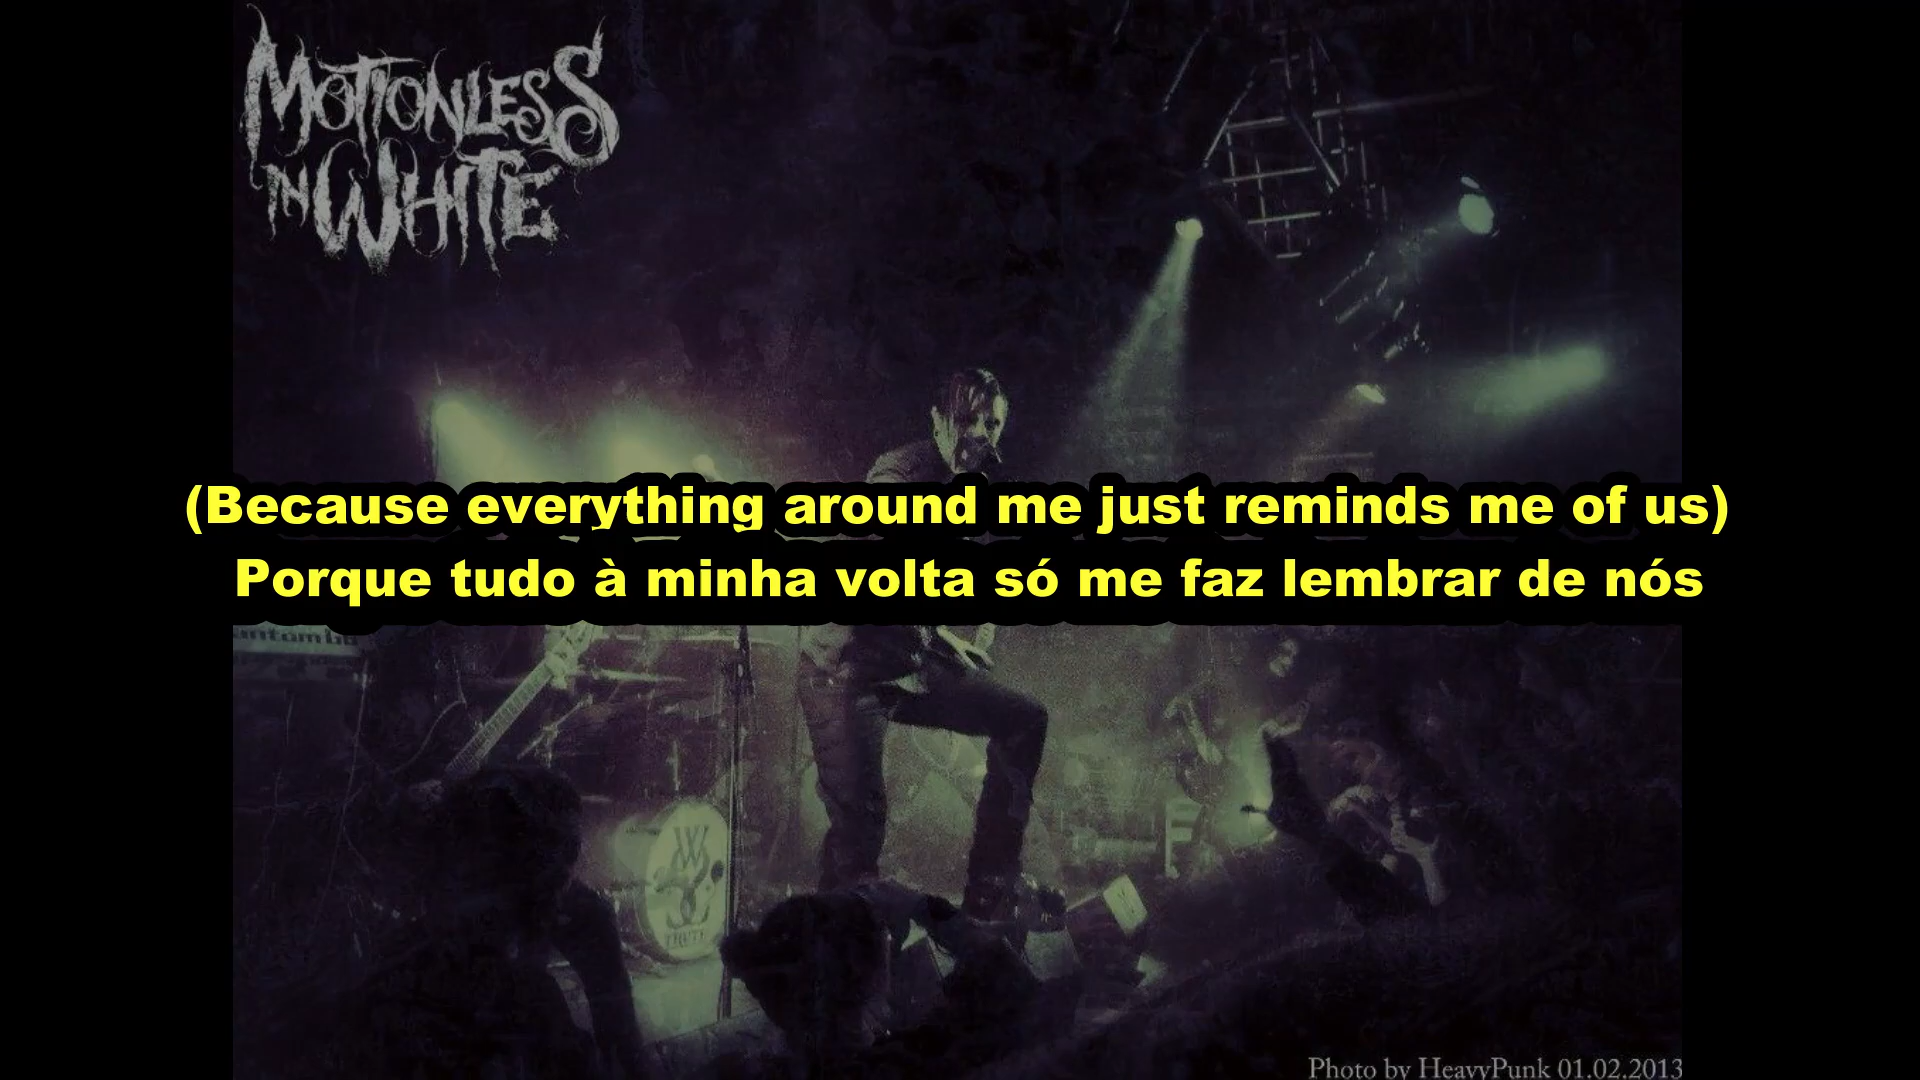 MOTIONLESS
IN WHITE
(Because everything around me just reminds me of us)
Porque tudo à minha volta só me faz lembrar de nós
TRUTH
Photo by HeavyPunk 01.02.2013